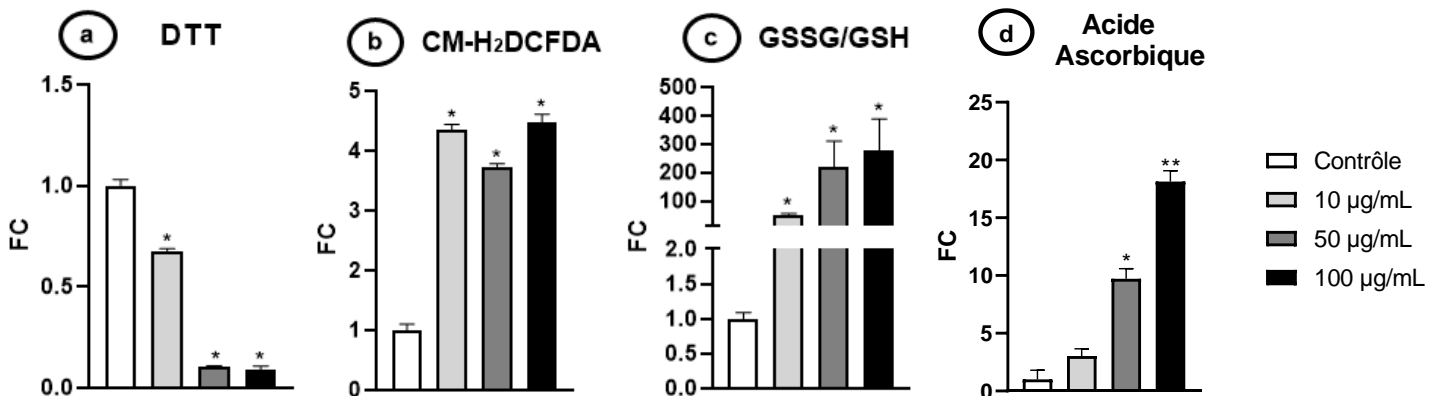 a DTT
FC
1.5
1.0
0.5
0.0
*
*
*
b CM-H₂DCFDA
FC
5
4
3
2
1
0
*
*
*
c GSSG/GSH
FC
500
400
300
200
100
2.0
1.5
1.0
0.5
0.0
*
*
*
d Acide
Ascorbique
FC
25
20
15
10
5
0
*
**
Contrôle
10 µg/mL
50 µg/mL
100 µg/mL